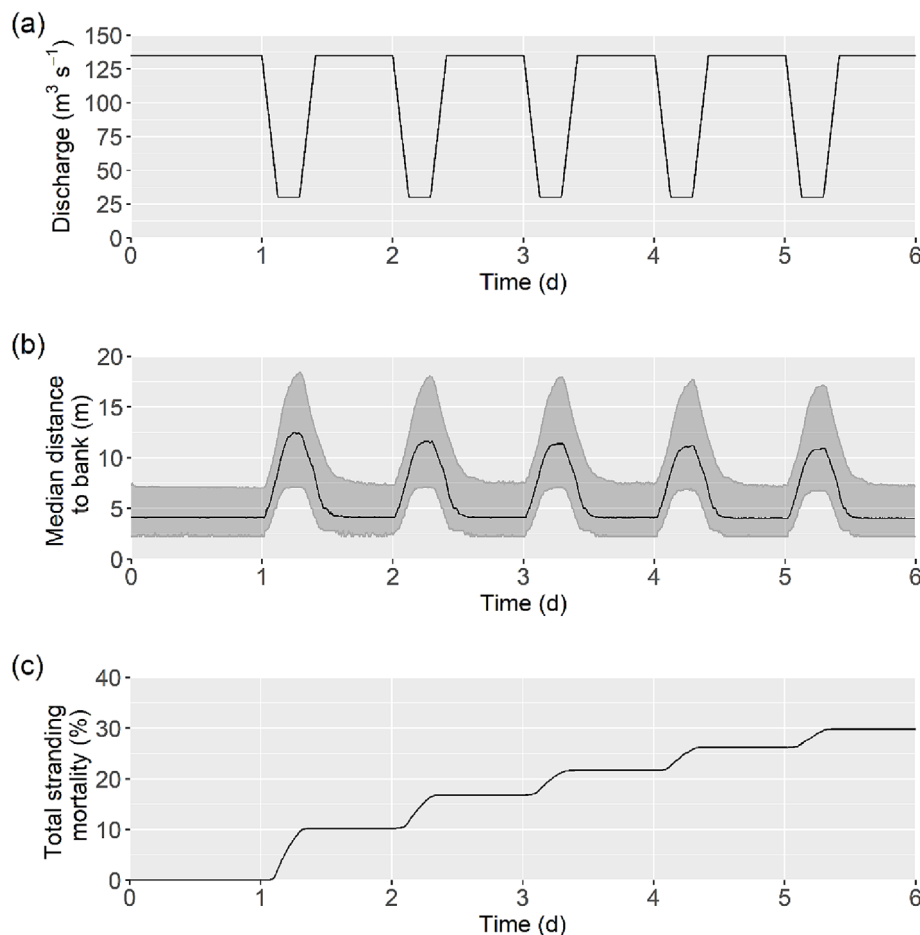 (a)
Discharge (m³ s⁻¹)
150
125
100
75
50
25
0
0 1 2 3 4 5 6
Time (d)
(b)
Median distance
to bank (m)
20
15
10
5
0
0 1 2 3 4 5 6
Time (d)
(c)
Total stranding
mortality (%)
40
30
20
10
0
0 1 2 3 4 5 6
Time (d)